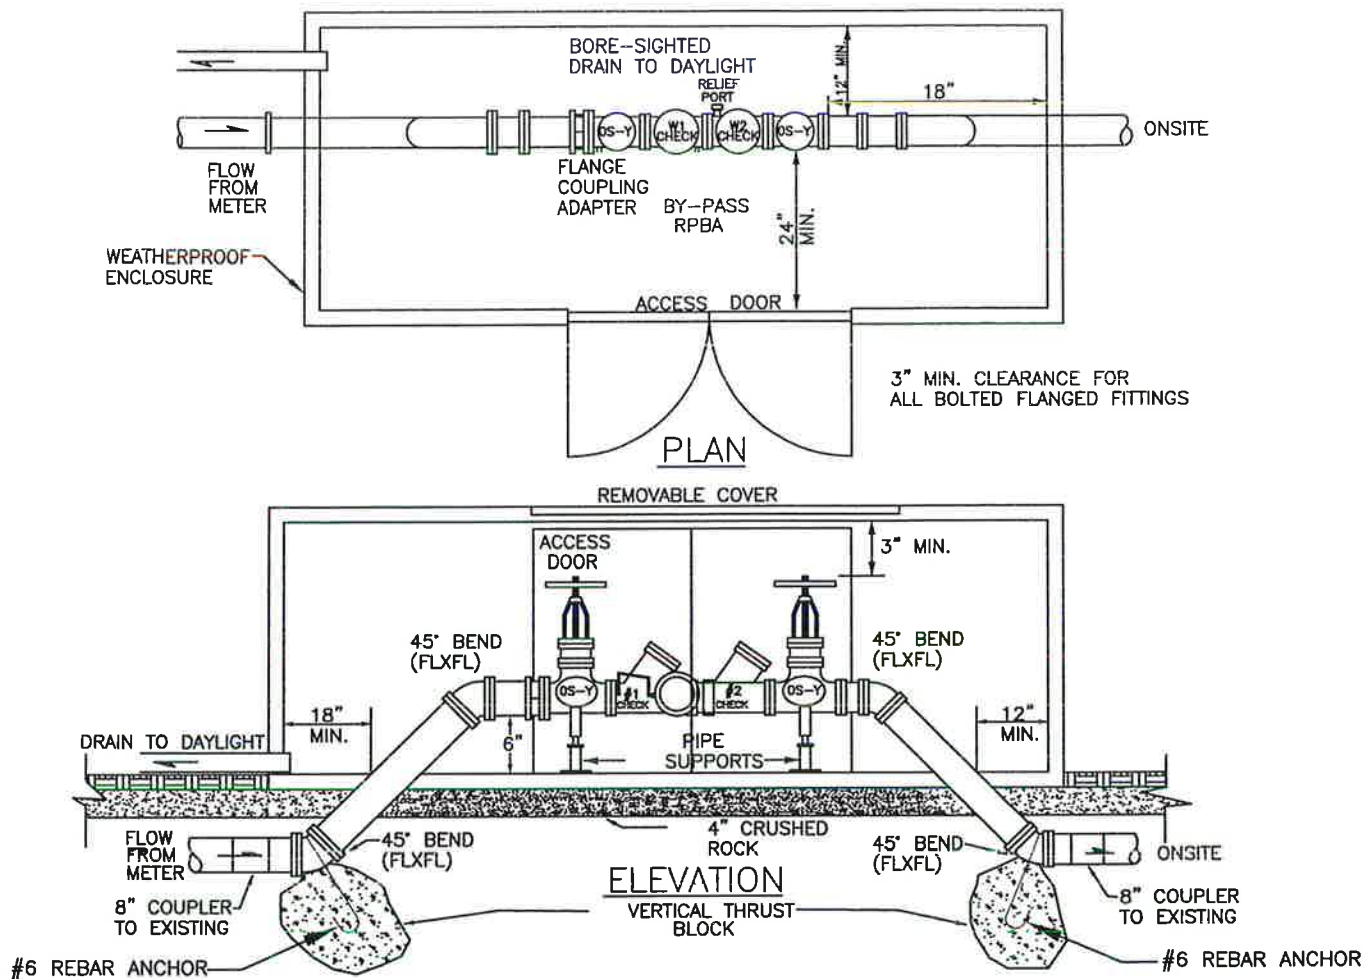 BORE-SIGHTED
DRAIN TO DAYLIGHT
RELIEF
PORT
12" MIN.
18"
OS-Y
W1
CHECK
W2
CHECK
OS-Y
ONSITE
FLOW
FROM
METER
FLANGE
COUPLING
ADAPTER
BY-PASS
RPBA
24"
MIN.
WEATHERPROOF
ENCLOSURE
ACCESS DOOR
3" MIN. CLEARANCE FOR
ALL BOLTED FLANGED FITTINGS
PLAN
REMOVABLE COVER
ACCESS
DOOR
3" MIN.
45° BEND
(FLXFL)
45° BEND
(FLXFL)
OS-Y
#1
CHECK
#2
CHECK
OS-Y
18"
MIN.
12"
MIN.
6"
DRAIN TO DAYLIGHT
PIPE
SUPPORTS
4" CRUSHED
ROCK
FLOW
FROM
METER
45° BEND
(FLXFL)
45° BEND
(FLXFL)
ONSITE
ELEVATION
8" COUPLER
TO EXISTING
VERTICAL THRUST
BLOCK
8" COUPLER
TO EXISTING
#6 REBAR ANCHOR
#6 REBAR ANCHOR